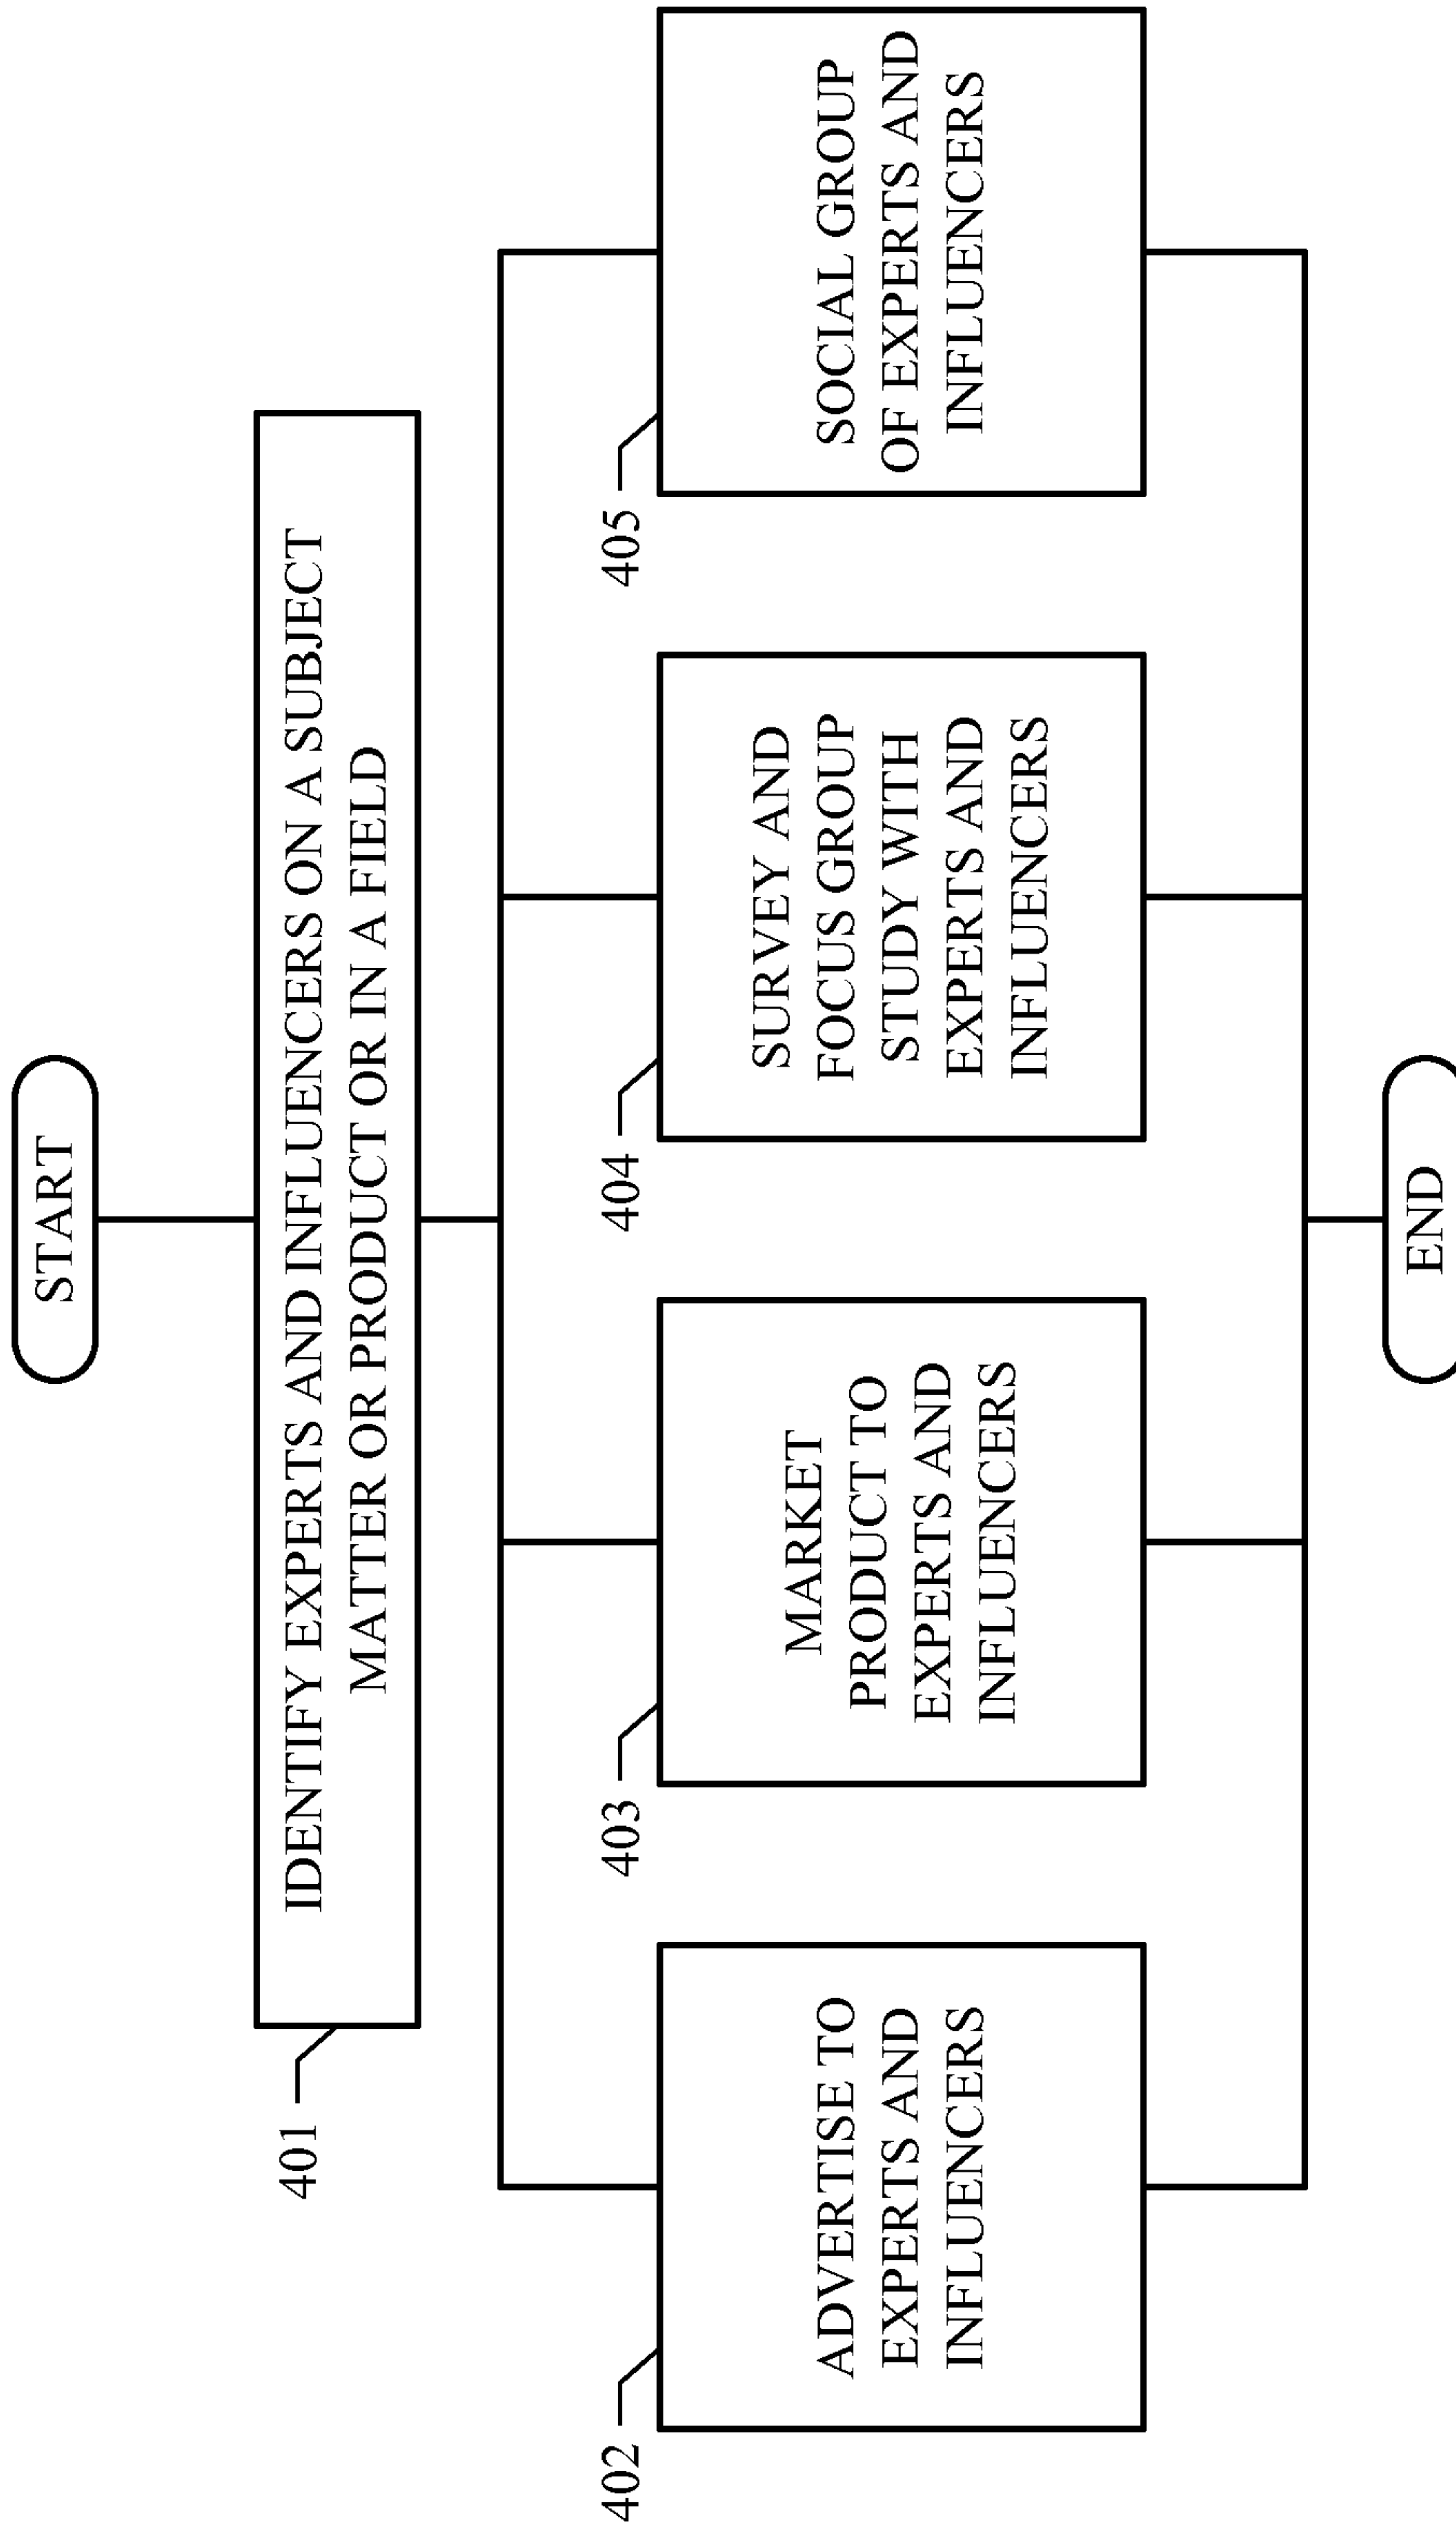 START
401
IDENTIFY EXPERTS AND INFLUENCERS ON A SUBJECT
MATTER OR PRODUCT OR IN A FIELD
402
ADVERTISE TO
EXPERTS AND
INFLUENCERS
403
MARKET
PRODUCT TO
EXPERTS AND
INFLUENCERS
404
SURVEY AND
FOCUS GROUP
STUDY WITH
EXPERTS AND
INFLUENCERS
405
SOCIAL GROUP
OF EXPERTS AND
INFLUENCERS
END